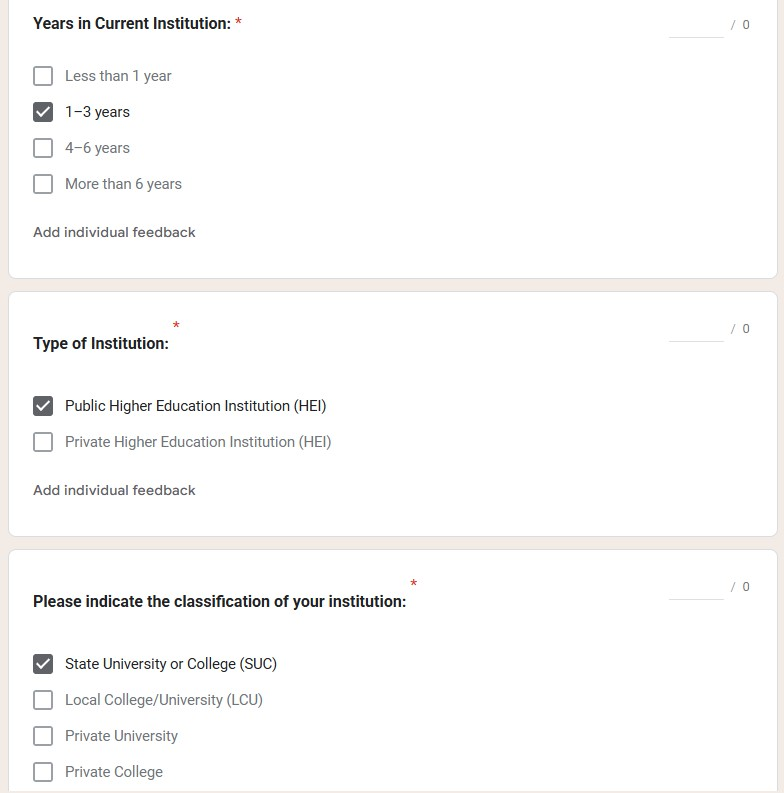 Years in Current Institution: *
/ 0
Less than 1 year
1–3 years
4–6 years
More than 6 years
Add individual feedback
Type of Institution: *
/ 0
Public Higher Education Institution (HEI)
Private Higher Education Institution (HEI)
Add individual feedback
Please indicate the classification of your institution: *
/ 0
State University or College (SUC)
Local College/University (LCU)
Private University
Private College